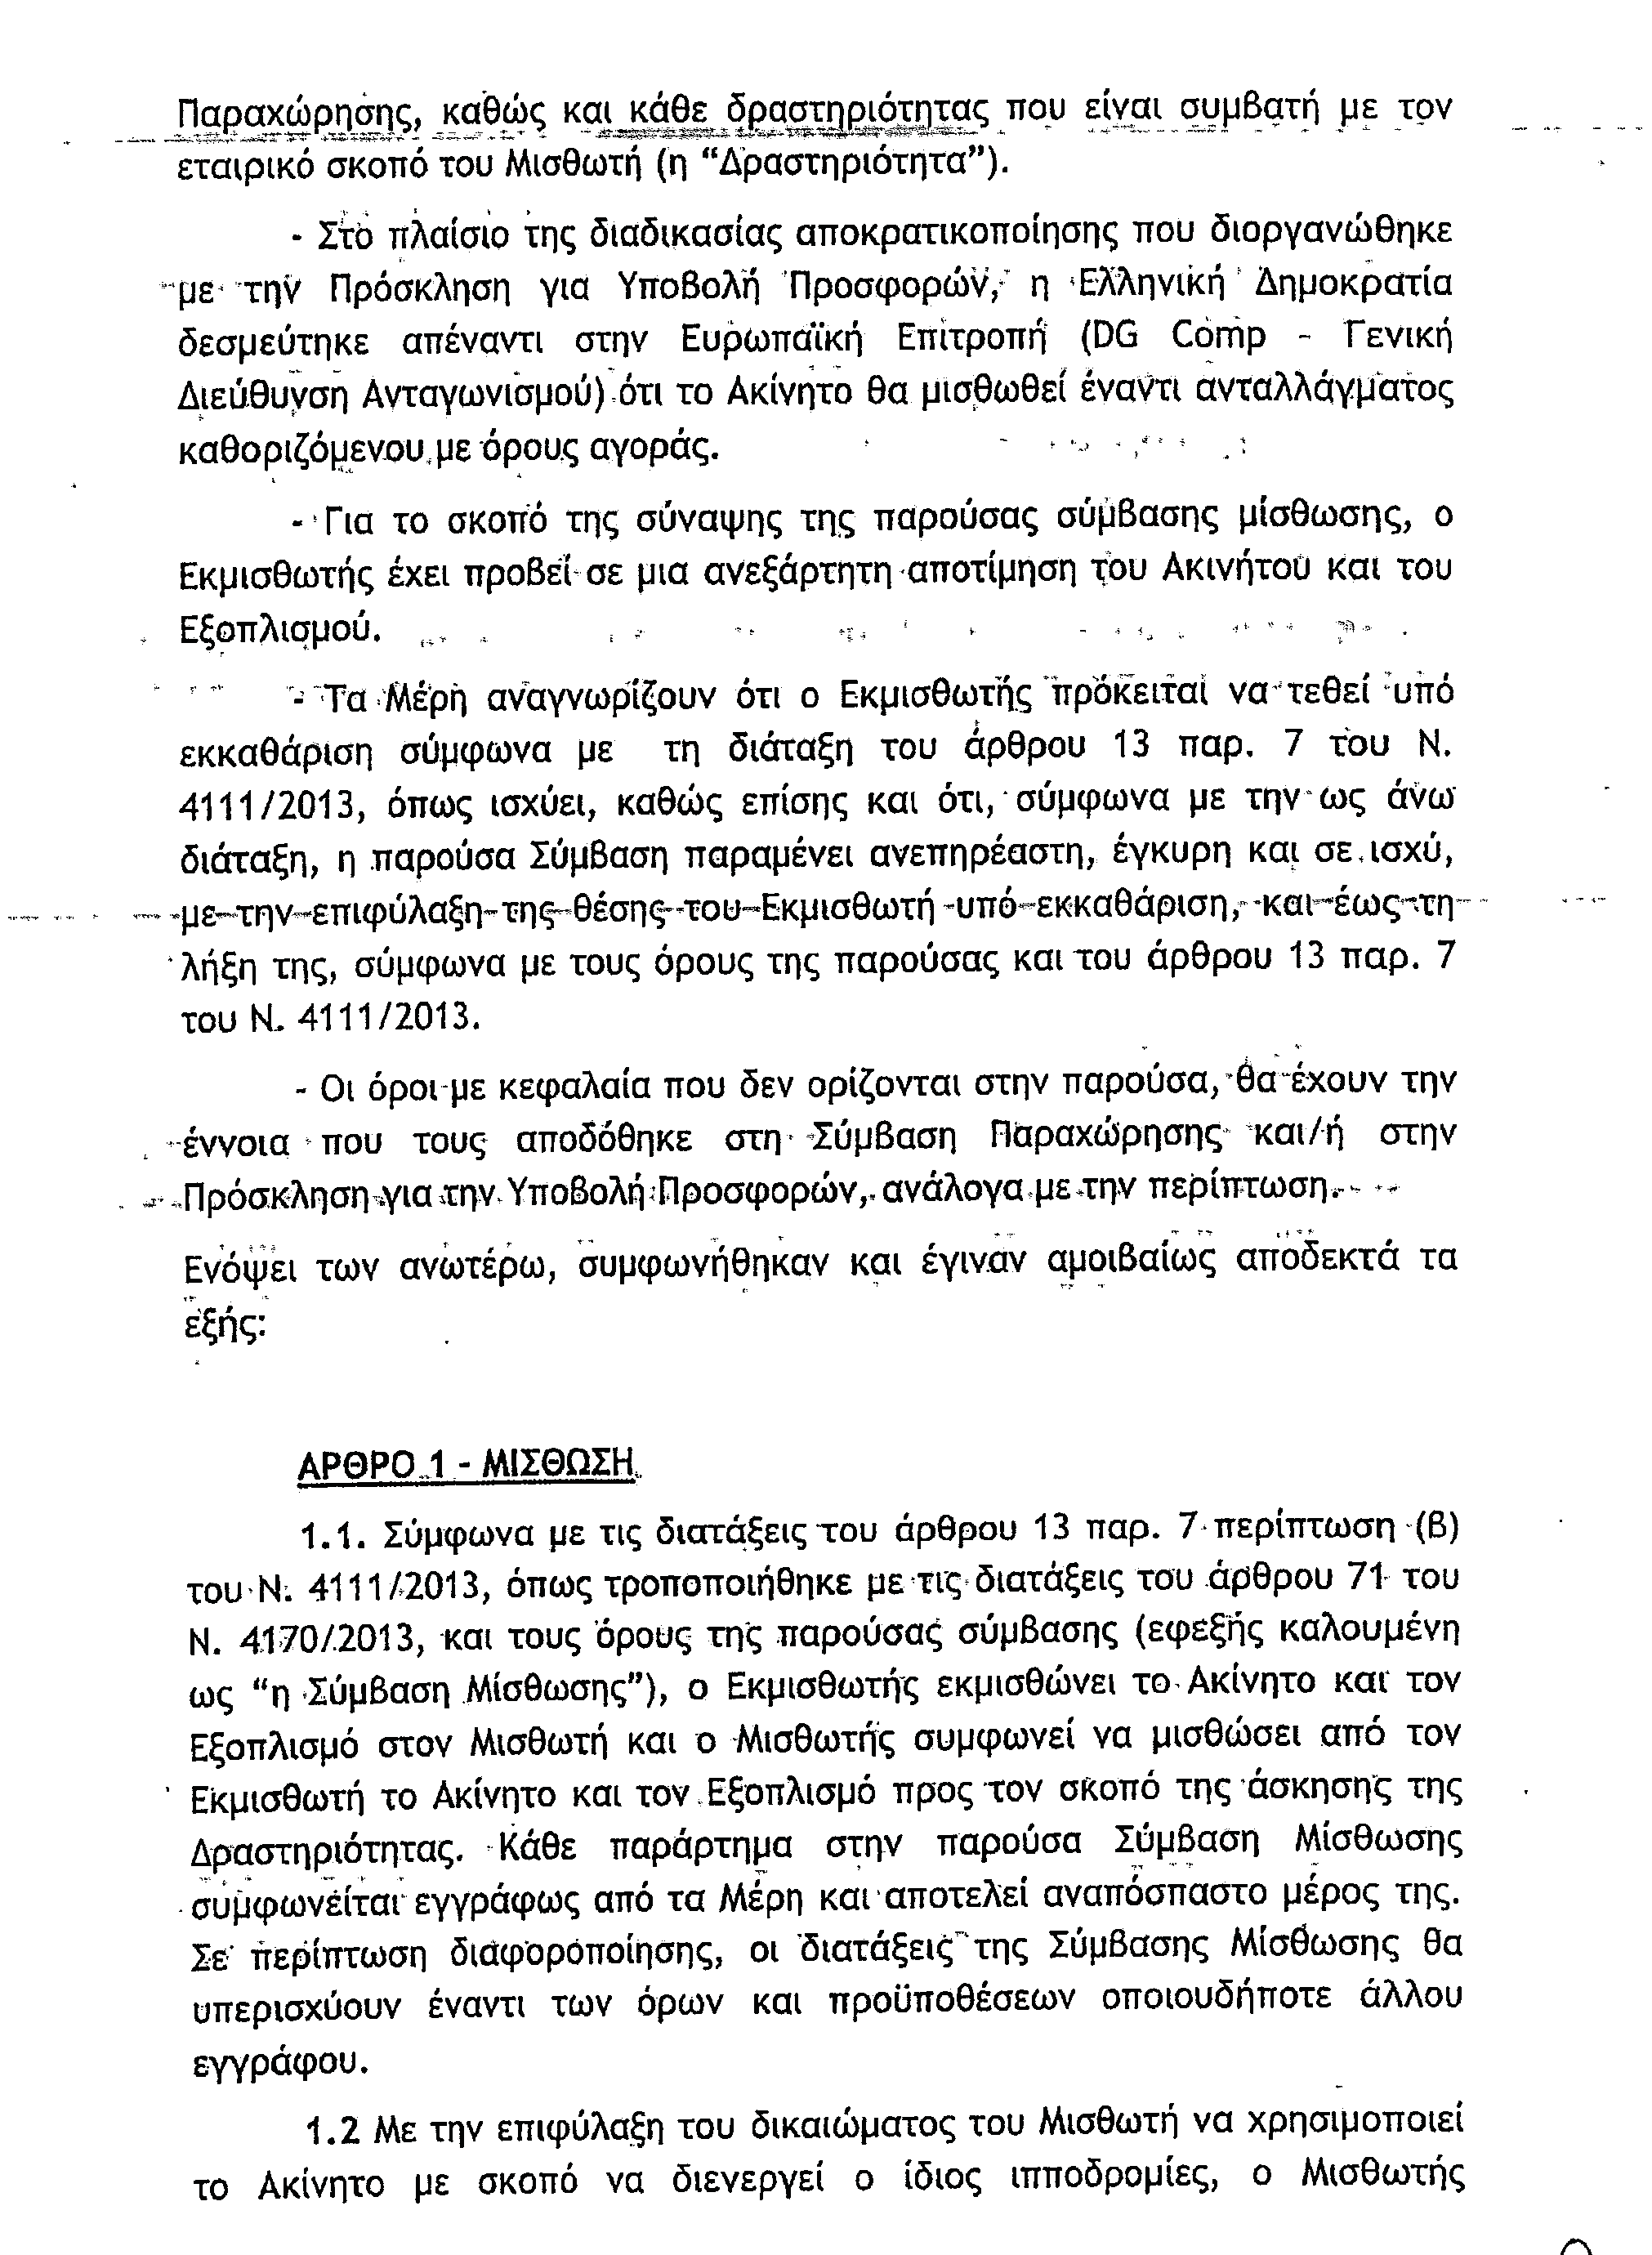 Παραχώρησης, καθώς και κάθε δραστηριότητας που είναι συμβατή με τον
εταιρικό σκοπό του Μισθωτή (η “Δραστηριότητα”).
- Στο πλαίσιο της διαδικασίας αποκρατικοποίησης που διοργανώθηκε
με την Πρόσκληση για Υποβολή Προσφορών, η Ελληνική Δημοκρατία
δεσμεύτηκε απέναντι στην Ευρωπαϊκή Επιτροπή (DG Comp - Γενική
Διεύθυνση Ανταγωνισμού) ότι το Ακίνητο θα μισθωθεί έναντι ανταλλάγματος
καθοριζόμενου με όρους αγοράς.
- Για το σκοπό της σύναψης της παρούσας σύμβασης μίσθωσης, ο
Εκμισθωτής έχει προβεί σε μια ανεξάρτητη αποτίμηση του Ακινήτου και του
Εξοπλισμού.
- Τα Μέρη αναγνωρίζουν ότι ο Εκμισθωτής πρόκειται να τεθεί υπό
εκκαθάριση σύμφωνα με τη διάταξη του άρθρου 13 παρ. 7 του Ν.
4111/2013, όπως ισχύει, καθώς επίσης και ότι, σύμφωνα με την ως άνω
διάταξη, η παρούσα Σύμβαση παραμένει ανεπηρέαστη, έγκυρη και σε ισχύ,
με την επιφύλαξη της θέσης του Εκμισθωτή υπό εκκαθάριση, και έως τη
λήξη της, σύμφωνα με τους όρους της παρούσας και του άρθρου 13 παρ. 7
του Ν. 4111/2013.
- Οι όροι με κεφαλαία που δεν ορίζονται στην παρούσα, θα έχουν την
έννοια που τους αποδόθηκε στη Σύμβαση Παραχώρησης και/ή στην
Πρόσκληση για την Υποβολή Προσφορών, ανάλογα με την περίπτωση.
Ενόψει των ανωτέρω, συμφωνήθηκαν και έγιναν αμοιβαίως αποδεκτά τα
εξής:
ΑΡΘΡΟ 1 - ΜΙΣΘΩΣΗ
1.1. Σύμφωνα με τις διατάξεις του άρθρου 13 παρ. 7 περίπτωση (β)
του Ν. 4111/2013, όπως τροποποιήθηκε με τις διατάξεις του άρθρου 71 του
Ν. 4170/2013, και τους όρους της παρούσας σύμβασης (εφεξής καλουμένη
ως “η Σύμβαση Μίσθωσης”), ο Εκμισθωτής εκμισθώνει το Ακίνητο και τον
Εξοπλισμό στον Μισθωτή και ο Μισθωτής συμφωνεί να μισθώσει από τον
Εκμισθωτή το Ακίνητο και τον Εξοπλισμό προς τον σκοπό της άσκησης της
Δραστηριότητας. Κάθε παράρτημα στην παρούσα Σύμβαση Μίσθωσης
συμφωνείται εγγράφως από τα Μέρη και αποτελεί αναπόσπαστο μέρος της.
Σε περίπτωση διαφοροποίησης, οι διατάξεις της Σύμβασης Μίσθωσης θα
υπερισχύουν έναντι των όρων και προϋποθέσεων οποιουδήποτε άλλου
εγγράφου.
1.2 Με την επιφύλαξη του δικαιώματος του Μισθωτή να χρησιμοποιεί
το Ακίνητο με σκοπό να διενεργεί ο ίδιος ιπποδρομίες, ο Μισθωτής